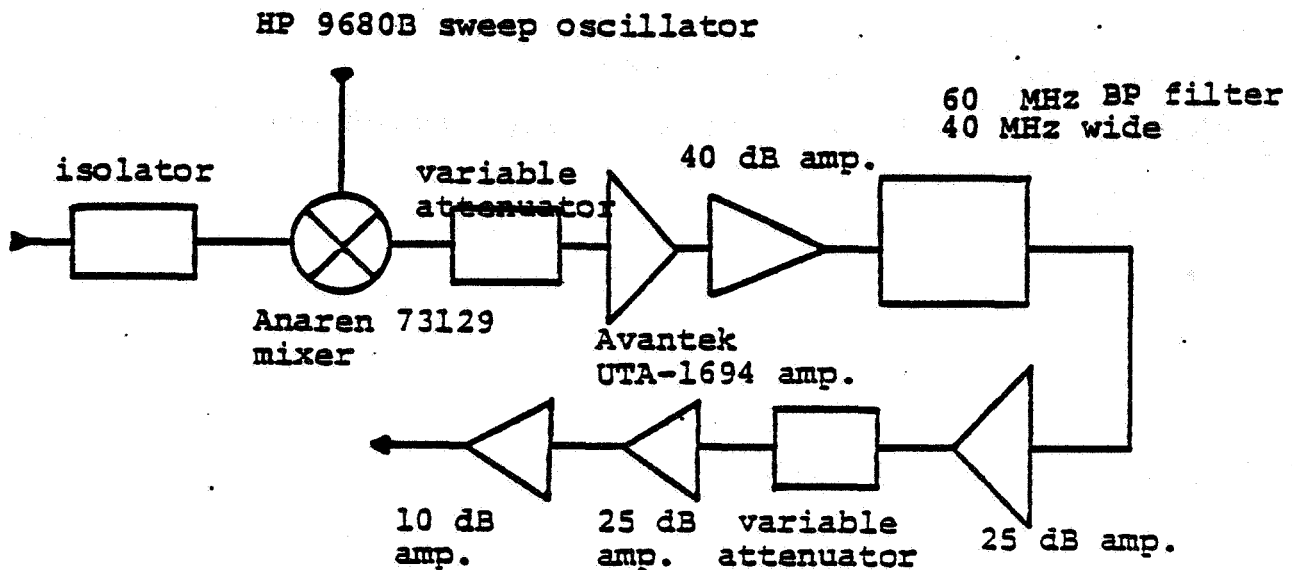 HP 9680B sweep oscillator
60 MHz BP filter
40 MHz wide
40 dB amp.
isolator
variable
attenuator
Anaren 73129
mixer
Avantek
UTA-1694 amp.
10 dB
amp.
25 dB
amp.
variable
attenuator
25 dB amp.